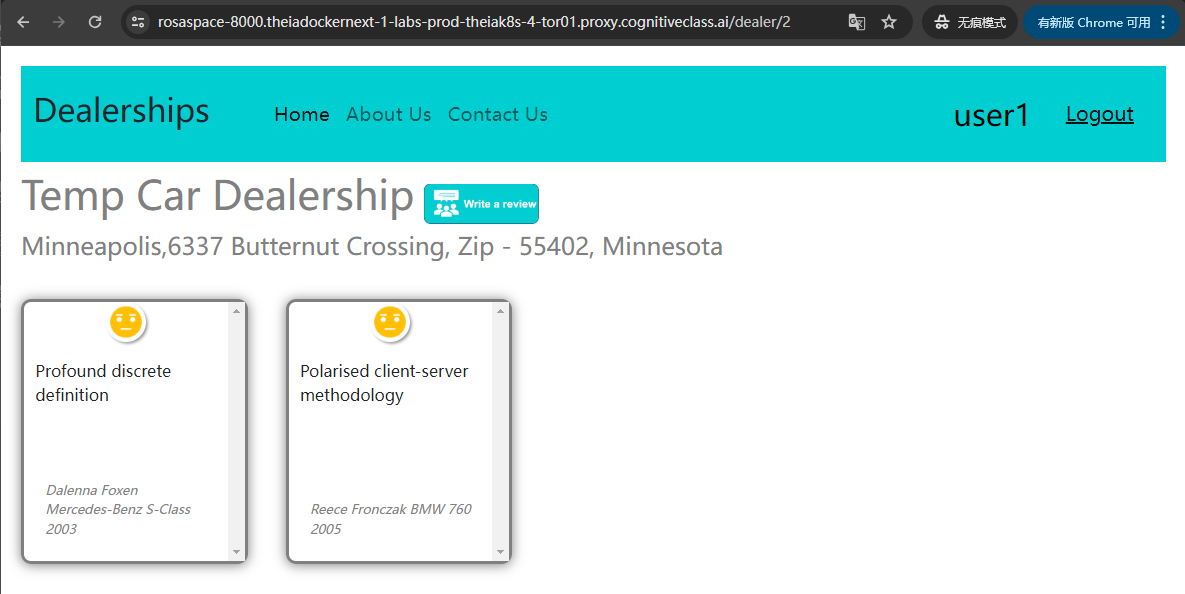 rosaspace-8000.theiadockernext-1-labs-prod-theiak8s-4-tor01.proxy.cognitiveclass.ai/dealer/2 无痕模式 有新版 Chrome 可用
Dealerships Home About Us Contact Us user1 Logout
Temp Car Dealership Write a review
Minneapolis,6337 Butternut Crossing, Zip - 55402, Minnesota
Profound discrete
definition
Dalenna Foxen
Mercedes-Benz S-Class
2003
Polarised client-server
methodology
Reece Fronczak BMW 760
2005